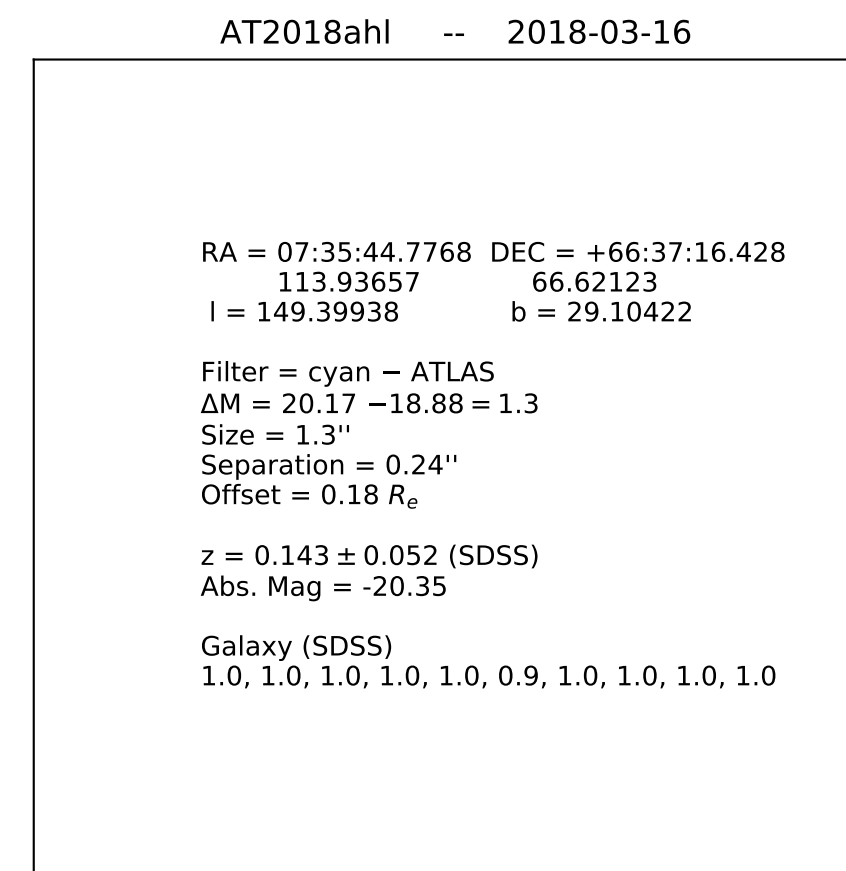 AT2018ahl -- 2018-03-16
RA = 07:35:44.7768 DEC = +66:37:16.428
113.93657 66.62123
l = 149.39938 b = 29.10422
Filter = cyan − ATLAS
ΔM = 20.17 −18.88 = 1.3
Size = 1.3''
Separation = 0.24''
Offset = 0.18 Re
z = 0.143 ± 0.052 (SDSS)
Abs. Mag = -20.35
Galaxy (SDSS)
1.0, 1.0, 1.0, 1.0, 1.0, 0.9, 1.0, 1.0, 1.0, 1.0